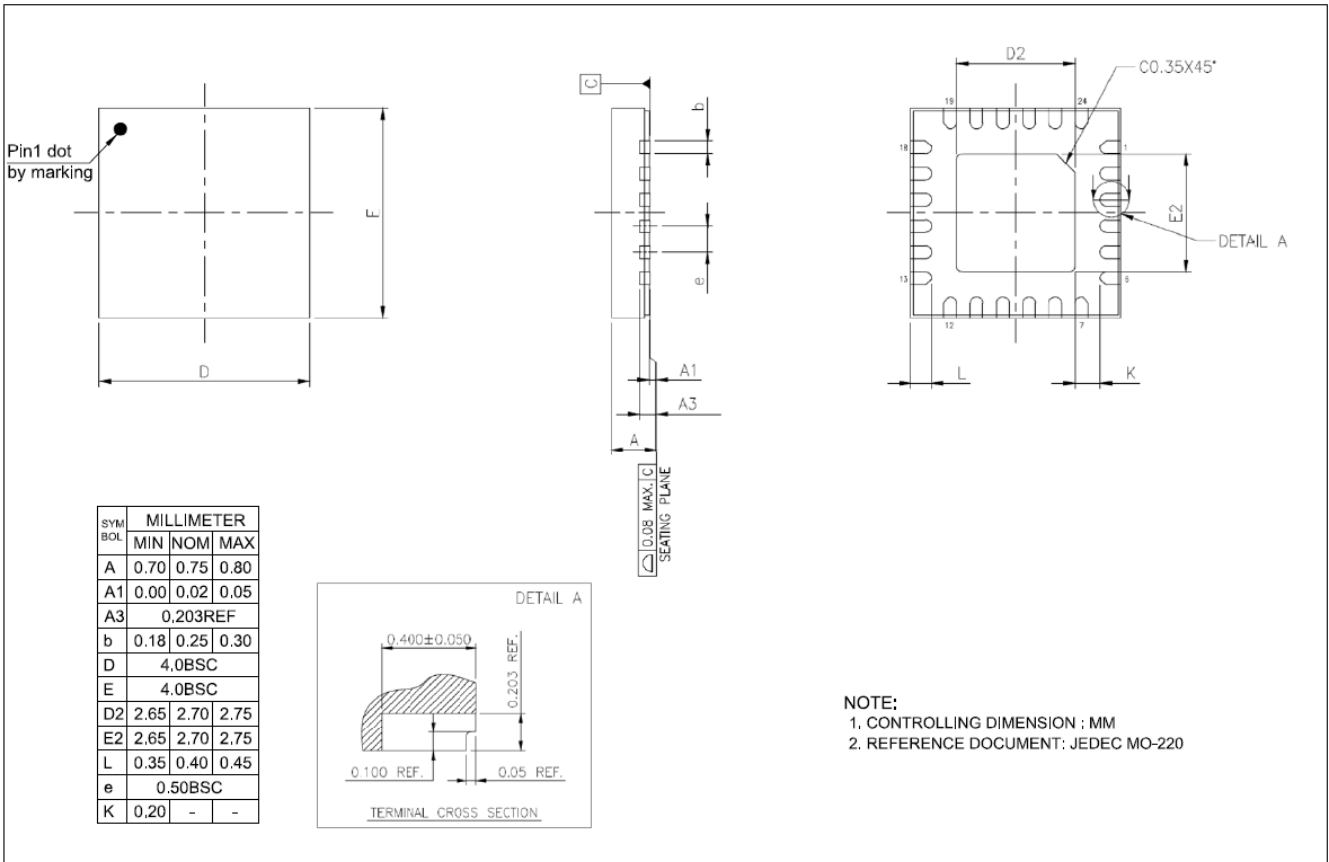 Pin1 dot
by marking
D
E
C
b
e
A1
A3
A
0.08 MAX. C
SEATING PLANE
D2
C0.35X45°
19
24
18
1
E2
DETAIL A
13
6
12
7
L
K
SYM
BOL
MILLIMETER
MIN NOM MAX
A 0.70 0.75 0.80
A1 0.00 0.02 0.05
A3 0.203REF
b 0.18 0.25 0.30
D 4.0BSC
E 4.0BSC
D2 2.65 2.70 2.75
E2 2.65 2.70 2.75
L 0.35 0.40 0.45
e 0.50BSC
K 0.20 - -
DETAIL A
0.400±0.050
0.203 REF.
0.100 REF.
0.05 REF.
TERMINAL CROSS SECTION
NOTE:
1. CONTROLLING DIMENSION : MM
2. REFERENCE DOCUMENT: JEDEC MO-220